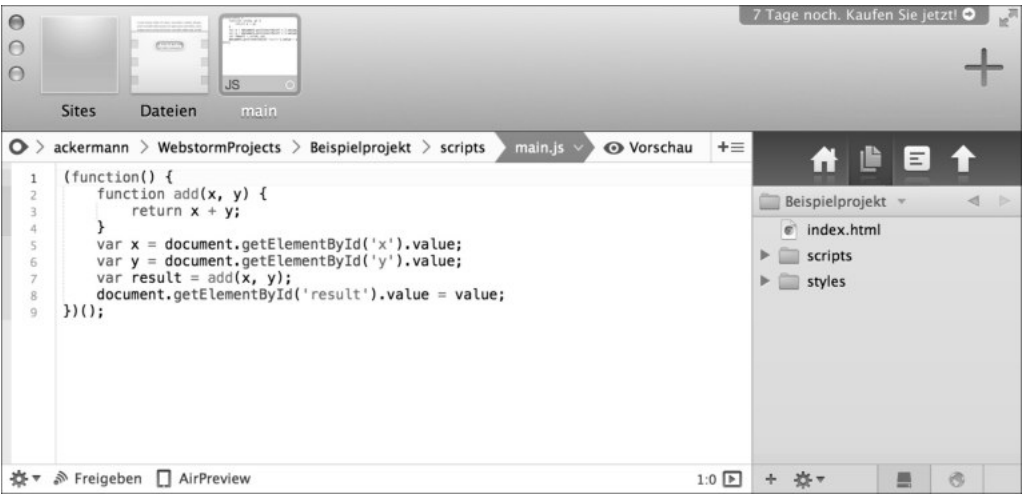 7 Tage noch. Kaufen Sie jetzt!
JS
Sites Dateien main
ackermann > WebstormProjects > Beispielprojekt > scripts main.js Vorschau
1 (function() {
2 function add(x, y) {
3 return x + y;
4 }
5 var x = document.getElementById('x').value;
6 var y = document.getElementById('y').value;
7 var result = add(x, y);
8 document.getElementById('result').value = value;
9 })();
Beispielprojekt
index.html
scripts
styles
Freigeben AirPreview 1:0